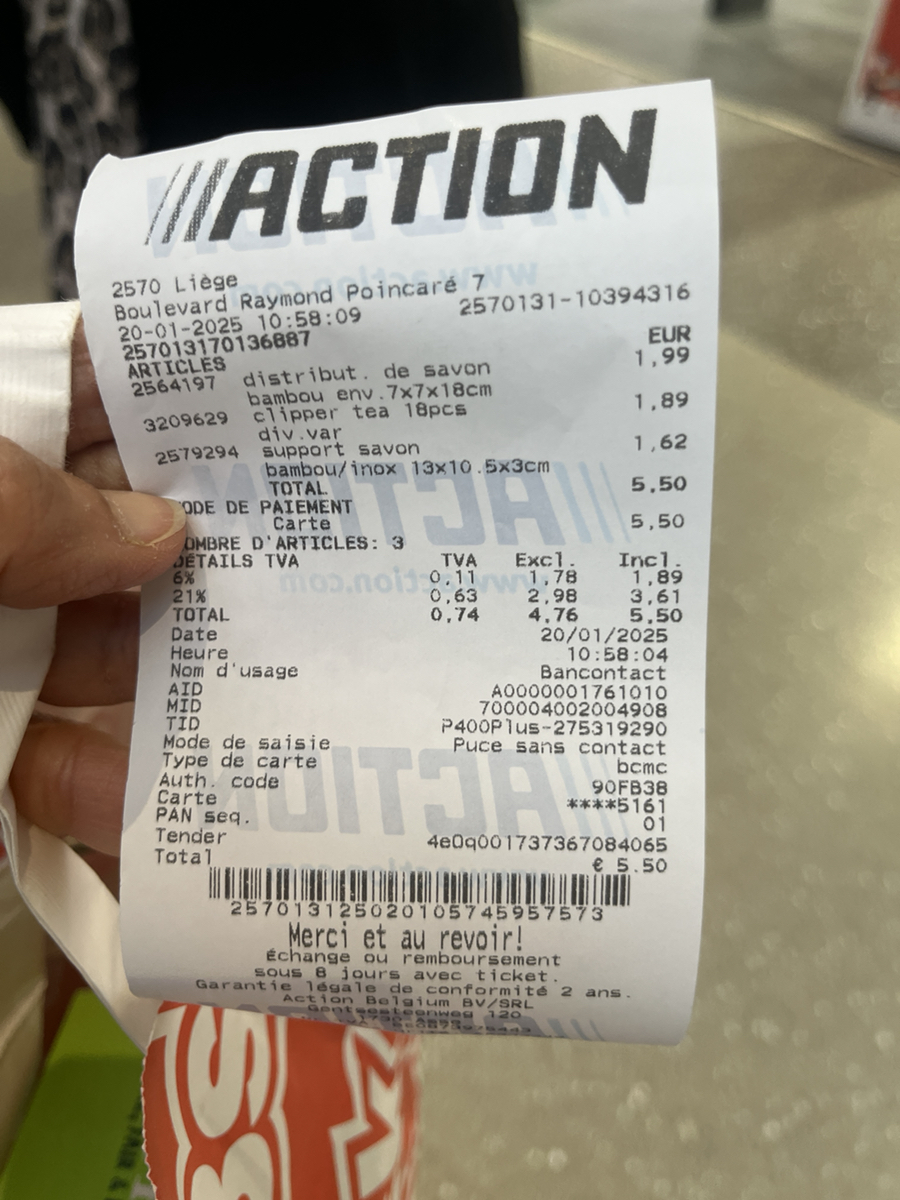 ///ACTION
2570 Liège
Boulevard Raymond Poincaré 7
20-01-2025 10:58:09 2570131-10394316
257013170136887
EUR
ARTICLES
2564197 distribut. de savon 1,99
bambou env.7x7x18cm
3209629 clipper tea 18pcs 1,89
div.var
2579294 support savon 1,62
bambou/inox 13x10.5x3cm
TOTAL 5,50
ODE DE PAIEMENT
Carte 5,50
OMBRE D'ARTICLES: 3
DÉTAILS TVA TVA Excl. Incl.
6% 0,11 1,78 1,89
21% 0,63 2,98 3,61
TOTAL 0,74 4,76 5,50
Date 20/01/2025
Heure 10:58:04
Nom d'usage Bancontact
AID A0000001761010
MID 700004002004908
TID P400Plus-275319290
Mode de saisie Puce sans contact
Type de carte bcmc
Auth. code 90FB38
Carte ****5161
PAN seq. 01
Tender 4e0q001737367084065
Total € 5.50
257013125020105745957573
Merci et au revoir!
Échange ou remboursement
sous 8 jours avec ticket.
Garantie légale de conformité 2 ans.
Action Belgium BV/SRL
120